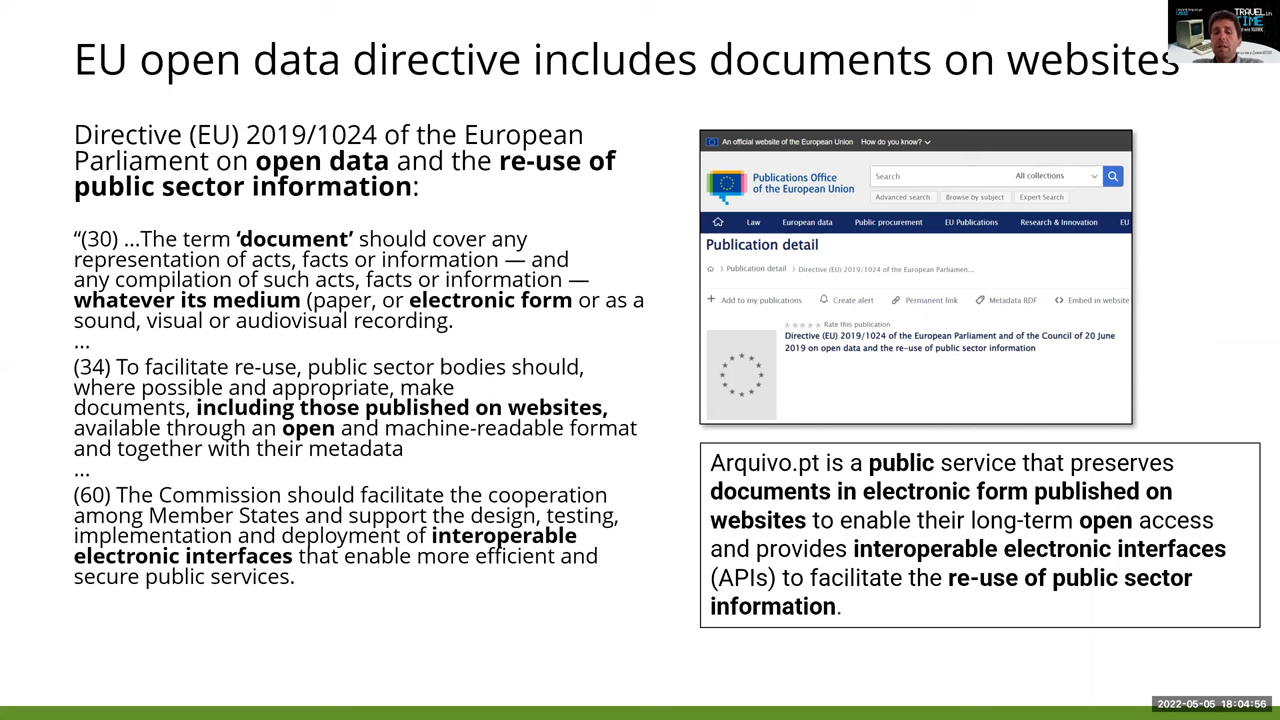 EU open data directive includes documents on websites
TRAVEL in
TIME
Directive (EU) 2019/1024 of the European
Parliament on open data and the re-use of
public sector information:
“(30) ...The term ‘document’ should cover any
representation of acts, facts or information — and
any compilation of such acts, facts or information —
whatever its medium (paper, or electronic form or as a
sound, visual or audiovisual recording.
...
(34) To facilitate re-use, public sector bodies should,
where possible and appropriate, make
documents, including those published on websites,
available through an open and machine-readable format
and together with their metadata
...
(60) The Commission should facilitate the cooperation
among Member States and support the design, testing,
implementation and deployment of interoperable
electronic interfaces that enable more efficient and
secure public services.
An official website of the European Union How do you know?
Publications Office
of the European Union
Search All collections
Advanced search Browse by subject Expert Search
Law European data Public procurement EU Publications Research & Innovation EU
Publication detail
Publication detail Directive (EU) 2019/1024 of the European Parliamen...
Add to my publications Create alert Permanent link Metadata RDF Embed in website
Rate this publication
Directive (EU) 2019/1024 of the European Parliament and of the Council of 20 June
2019 on open data and the re-use of public sector information
Arquivo.pt is a public service that preserves
documents in electronic form published on
websites to enable their long-term open access
and provides interoperable electronic interfaces
(APIs) to facilitate the re-use of public sector
information.
2022-05-05 18:04:56